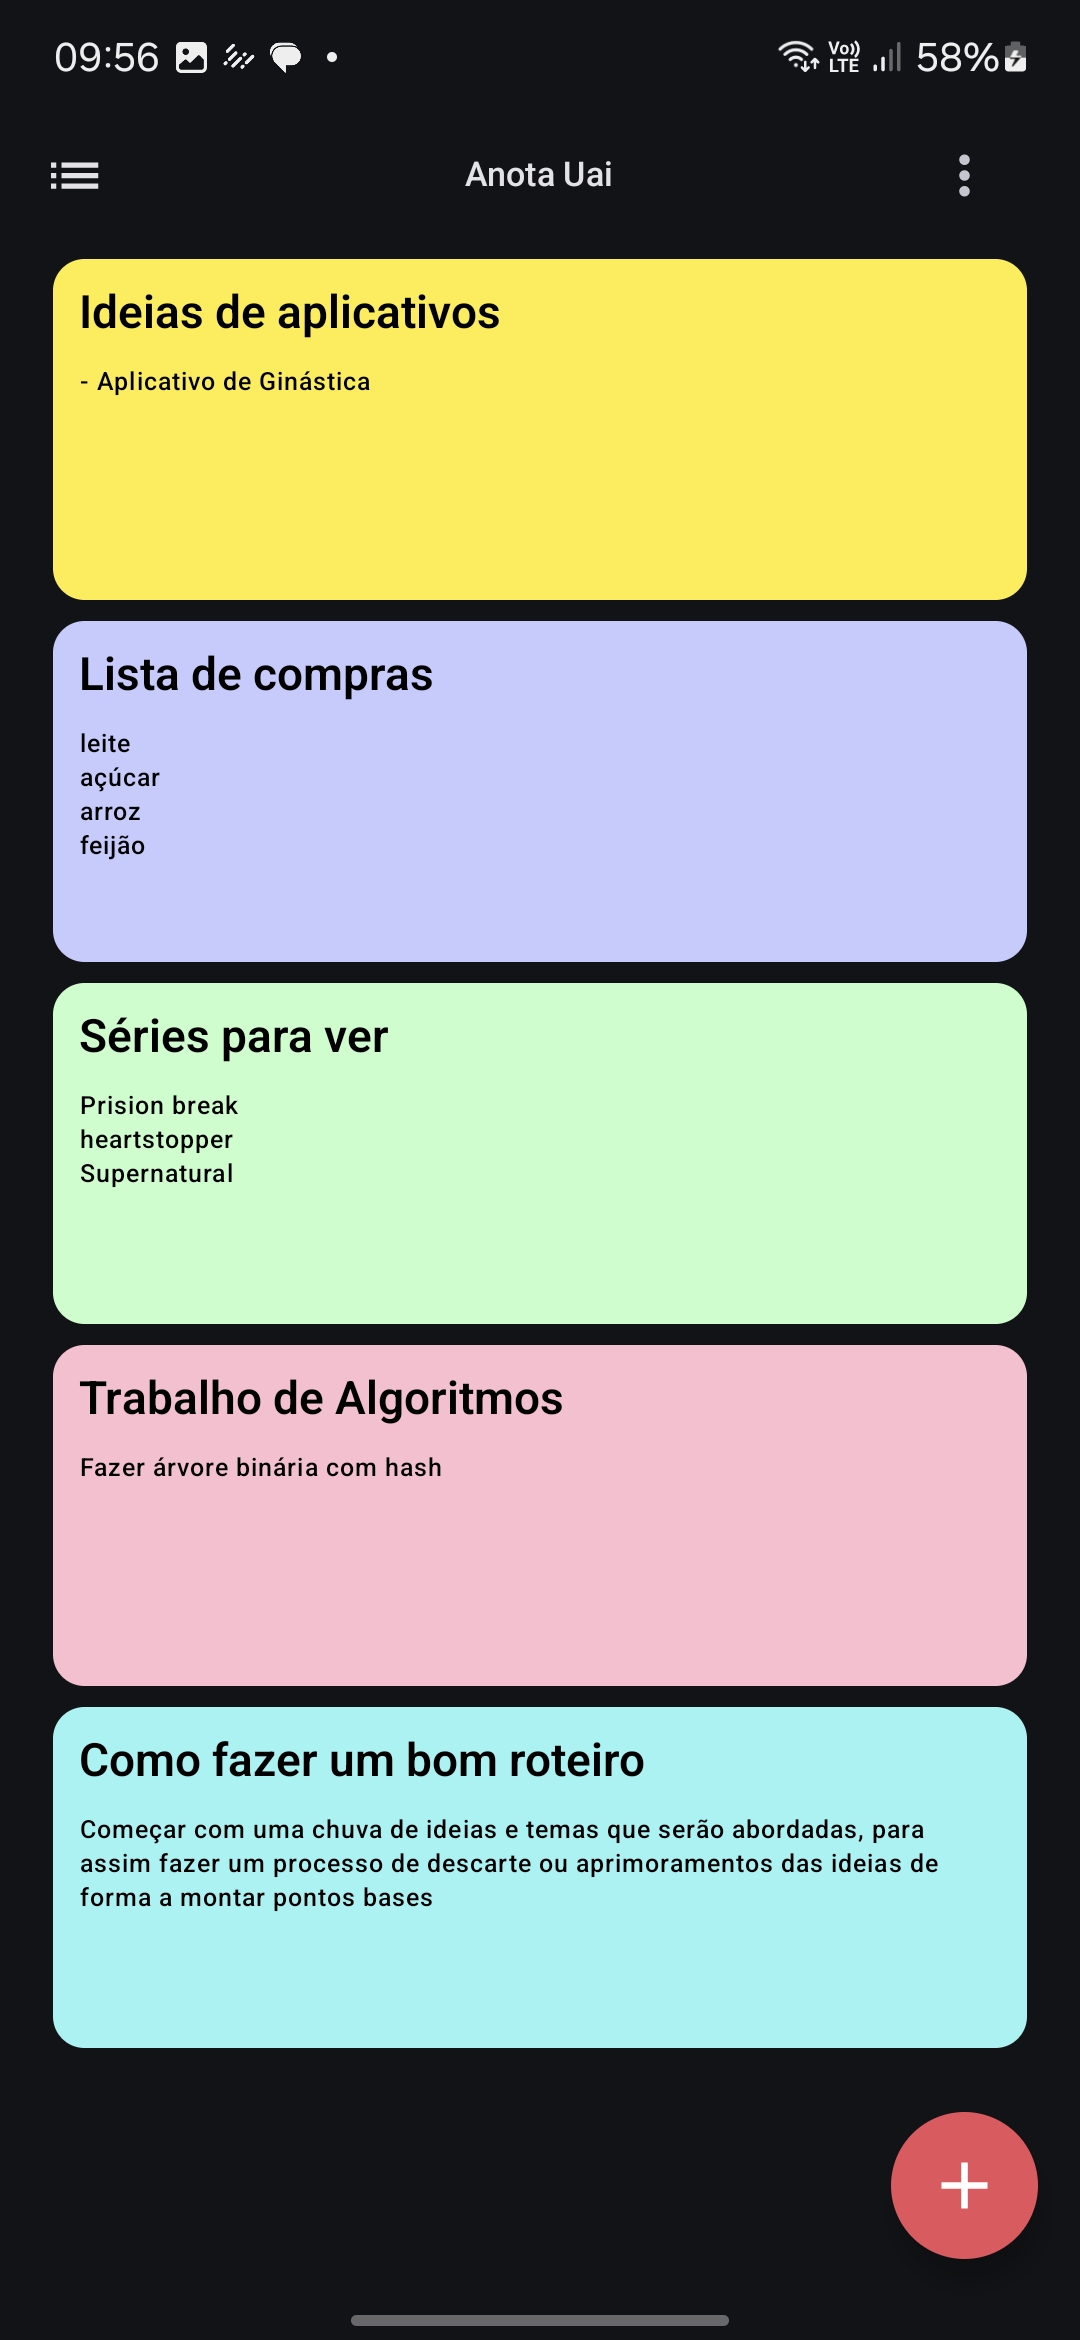 09:56
Vo)) LTE
58%
Anota Uai
Ideias de aplicativos
- Aplicativo de Ginástica
Lista de compras
leite
açúcar
arroz
feijão
Séries para ver
Prision break
heartstopper
Supernatural
Trabalho de Algoritmos
Fazer árvore binária com hash
Como fazer um bom roteiro
Começar com uma chuva de ideias e temas que serão abordadas, para
assim fazer um processo de descarte ou aprimoramentos das ideias de
forma a montar pontos bases